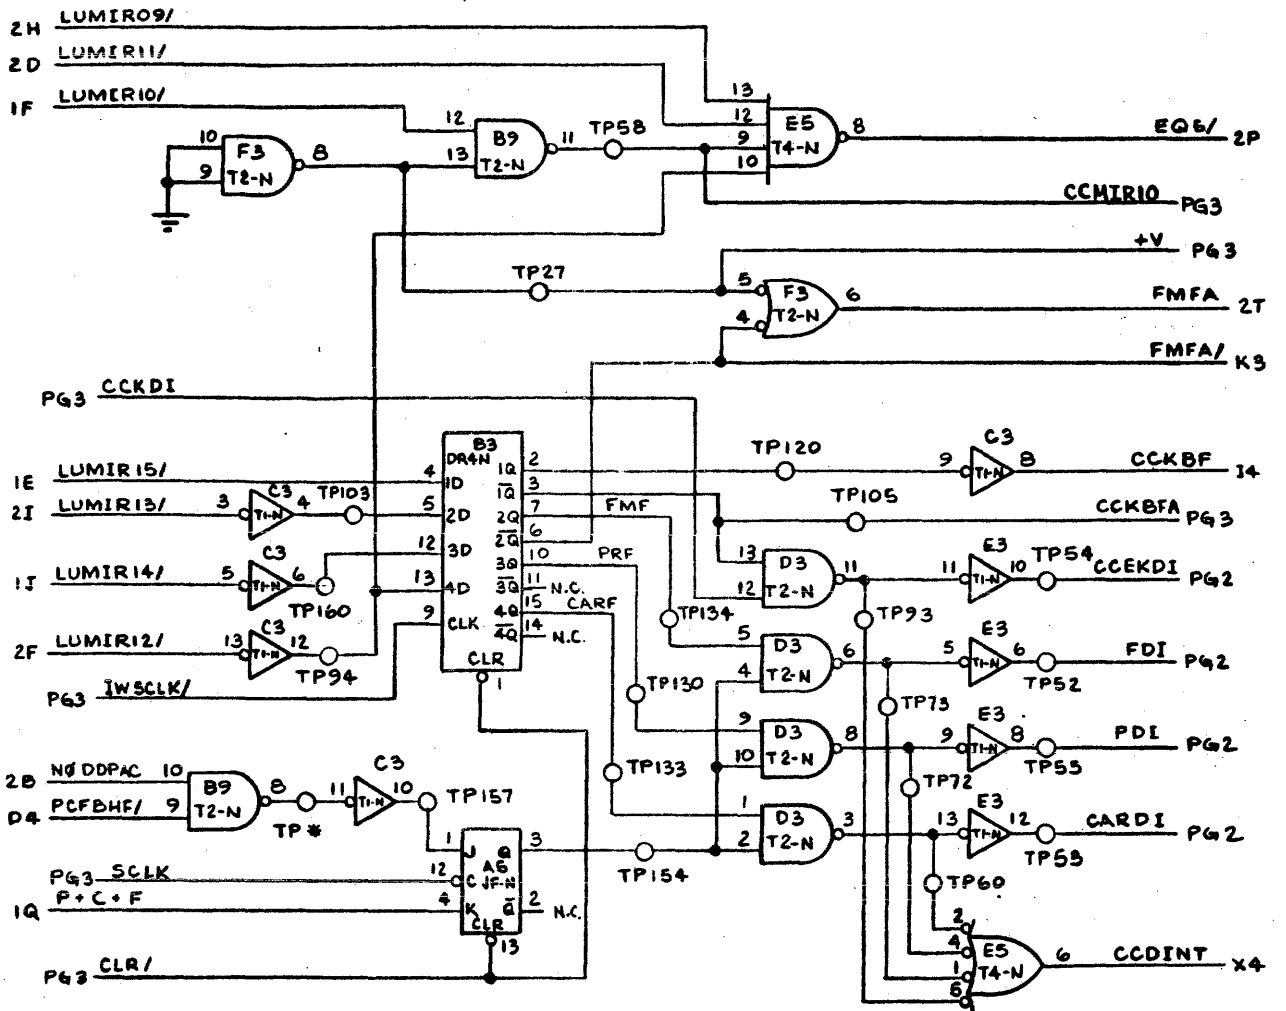 2H LUMIR09/
2D LUMIR11/
1F LUMIR10/
13
12
9
10
E5
T4-N
8
EQ6/ 2P
12
13
B9
T2-N
11
TP58
10
9
F3
T2-N
8
CCMIR10 PG3
+V PG3
TP27
5
4
F3
T2-N
6
FMFA 2T
FMFA/ K3
PG3 CCKDI
B3
DR4N
4 1D
5 2D
12 3D
13 4D
9 CLK
CLR
1
1Q 2
1Q 3
2Q 7
2Q 6
3Q 10
3Q 11 N.C.
4Q 15
4Q 14 N.C.
FMF
PRF
CARF
1E LUMIR15/
2I LUMIR13/
3 C3 T1-N 4 TP103
1J LUMIR14/
5 C3 T1-N 6
TP160
2F LUMIR12/
13 C3 T1-N 12
TP94
PG3 IWSCLK/
TP120
9 C3 T1-N 8
CCKBF I4
TP105
CCKBFA PG3
13
12
D3
T2-N
11
11 E3 T1-N 10 TP54
CCEKDI PG2
TP93
TP134
5
4
D3
T2-N
6
5 E3 T1-N 6
TP52
FDI PG2
TP73
TP130
9
10
D3
T2-N
8
9 E3 T1-N 8
TP55
PDI PG2
TP72
TP133
1
2
D3
T2-N
3
13 E3 T1-N 12
TP53
CARDI PG2
TP60
2B NØDDPAC 10
D4 PCFBHF/ 9
B9
T2-N
8
TP*
11 C3 T1-N 10
TP157
1 J Q 3
12 C
A6
JF-N
4 K Q 2 N.C.
CLR
13
TP154
PG3 SCLK
1Q P+C+F
PG3 CLR/
2
4
1
5
E5
T4-N
6
CCDINT X4